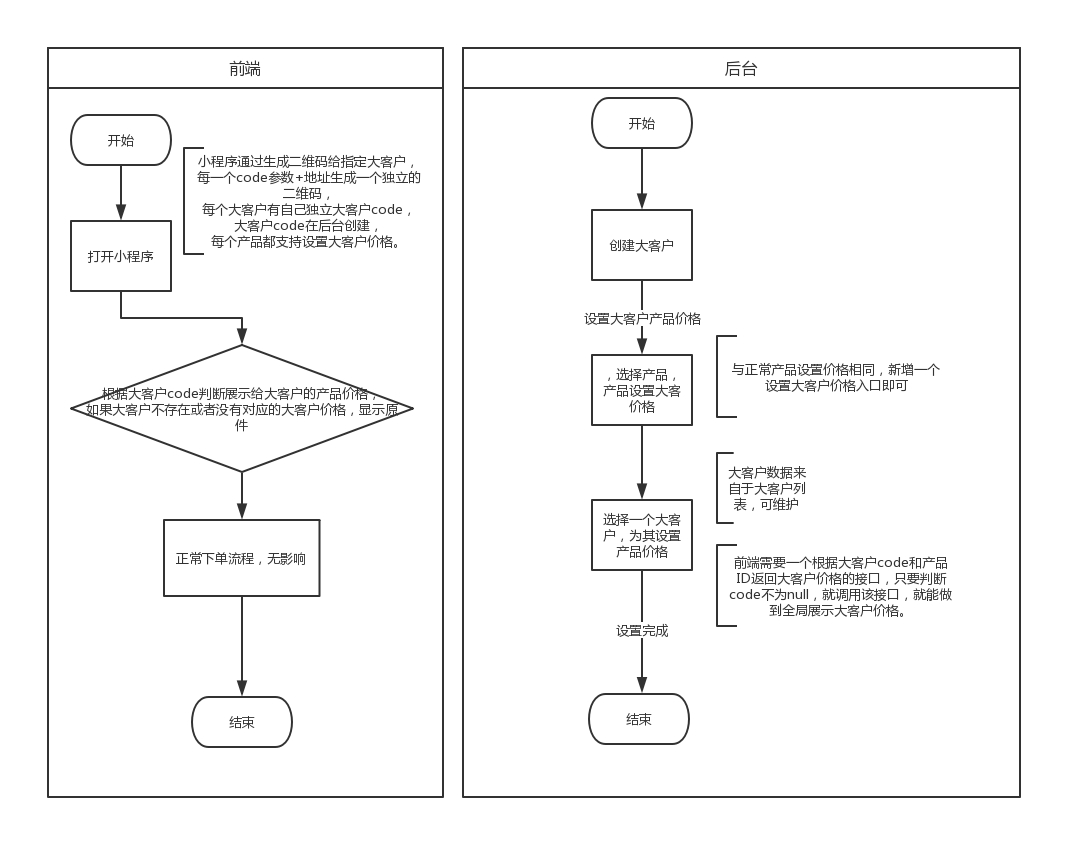 前端
开始
小程序通过生成二维码给指定大客户，
每一个code参数+地址生成一个独立的
二维码，
每个大客户有自己独立大客户code，
大客户code在后台创建，
每个产品都支持设置大客户价格。
打开小程序
根据大客户code判断展示给大客户的产品价格，
如果大客户不存在或者没有对应的大客户价格，显示原
件
正常下单流程，无影响
结束
后台
开始
创建大客户
设置大客户产品价格
，选择产品，
产品设置大客
价格
与正常产品设置价格相同，新增一个
设置大客户价格入口即可
大客户数据来
自于大客户列
表，可维护
选择一个大客
户，为其设置
产品价格
前端需要一个根据大客户code和产品
ID返回大客户价格的接口，只要判断
code不为null，就调用该接口，就能做
到全局展示大客户价格。
设置完成
结束